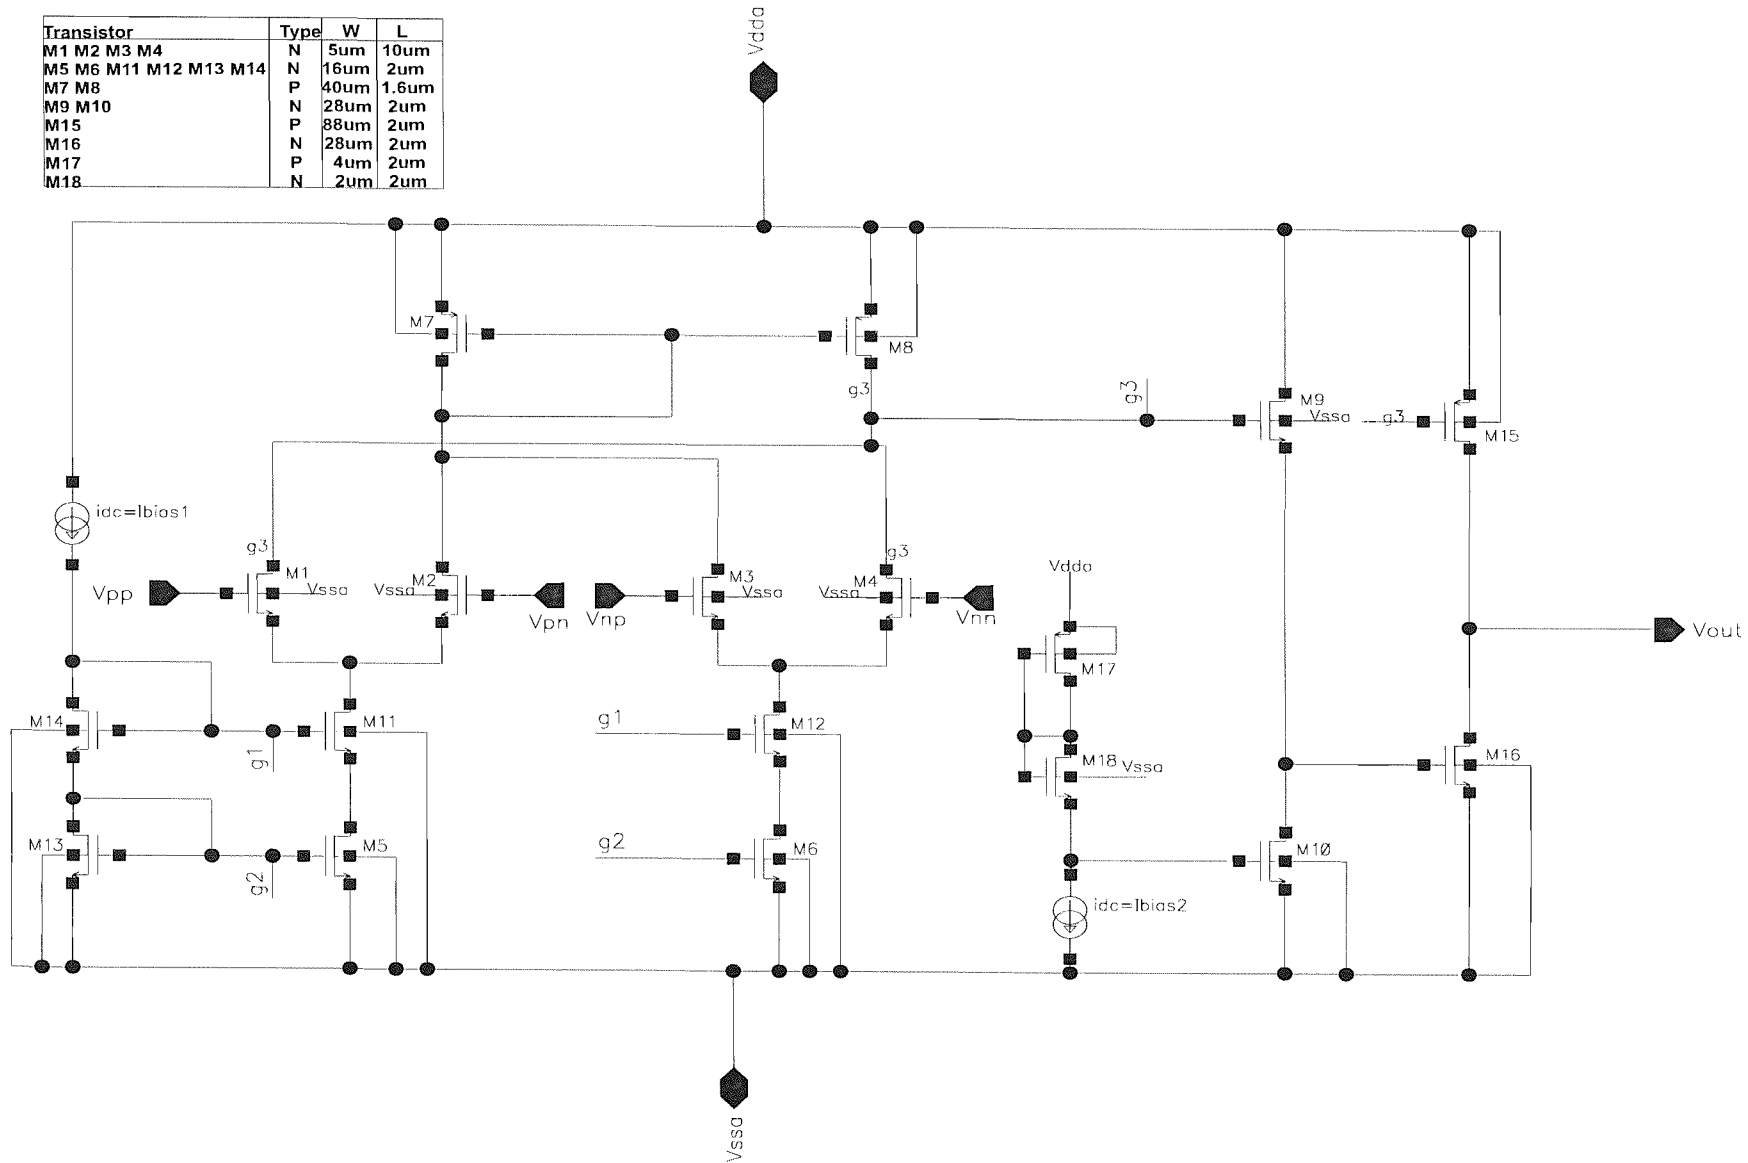 Transistor Type W L
M1 M2 M3 M4 N 5um 10um
M5 M6 M11 M12 M13 M14 N 16um 2um
M7 M8 P 40um 1.6um
M9 M10 N 28um 2um
M15 P 88um 2um
M16 N 28um 2um
M17 P 4um 2um
M18 N 2um 2um
Vdda
M7
M8
g3
g3
M9
Vssa
g3
M15
idc=Ibias1
g3
g3
Vpp
M1
Vssa
Vssa
M2
Vpn
Vnp
M3
Vssa
Vssa
M4
Vnn
Vdda
M17
Vout
M14
g1
M11
g1
M12
M18
Vssa
M16
M13
g2
M5
g2
M6
M10
idc=Ibias2
Vssa